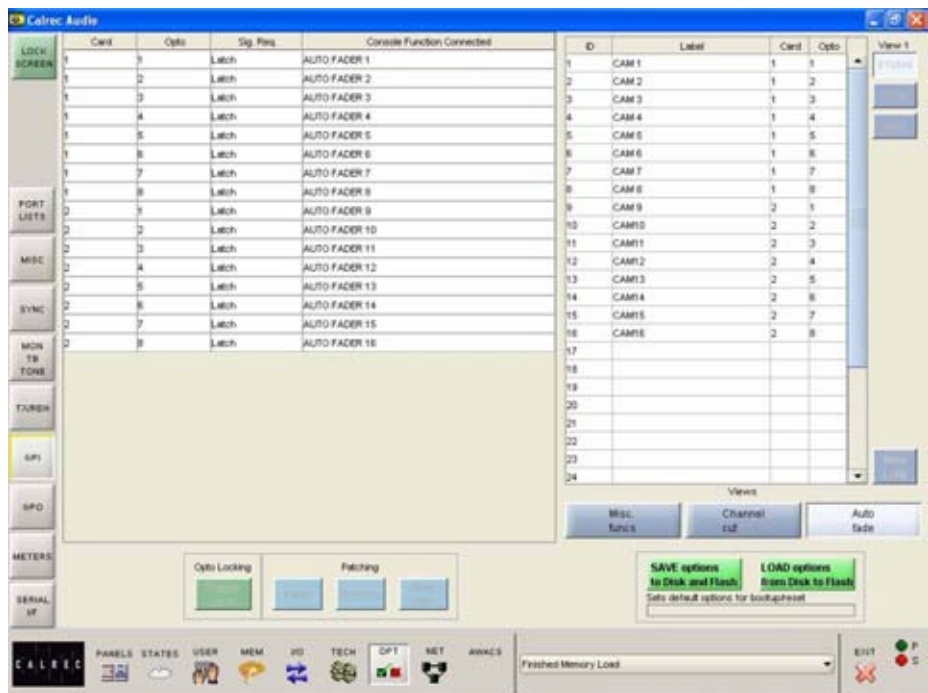 Calrec Audio
LOCK SCREEN
Card Opto Sig. Req. Console Function Connected
1 1 Latch AUTO FADER 1
1 2 Latch AUTO FADER 2
1 3 Latch AUTO FADER 3
1 4 Latch AUTO FADER 4
1 5 Latch AUTO FADER 5
1 6 Latch AUTO FADER 6
1 7 Latch AUTO FADER 7
1 8 Latch AUTO FADER 8
2 1 Latch AUTO FADER 9
2 2 Latch AUTO FADER 10
2 3 Latch AUTO FADER 11
2 4 Latch AUTO FADER 12
2 5 Latch AUTO FADER 13
2 6 Latch AUTO FADER 14
2 7 Latch AUTO FADER 15
2 8 Latch AUTO FADER 16
ID Label Card Opto
1 CAM 1 1 1
2 CAM 2 1 2
3 CAM 3 1 3
4 CAM 4 1 4
5 CAM 5 1 5
6 CAM 6 1 6
7 CAM 7 1 7
8 CAM 8 1 8
9 CAM 9 2 1
10 CAM10 2 2
11 CAM11 2 3
12 CAM12 2 4
13 CAM13 2 5
14 CAM14 2 6
15 CAM15 2 7
16 CAM16 2 8
17
18
19
20
21
22
23
24
View 1
PORT LISTS
MISC
SYNC
MON TB TONE
TX/REH
GPI
GPO
METERS
SERIAL I/F
Views
Misc. funcs
Channel cut
Auto fade
Opto Locking
Patching
SAVE options to Disk and Flash
LOAD options from Disk to Flash
Sets default options for bootup/reset
CALREC
PANELS STATES USER MEM I/O TECH OPT NET AWACS
Finished Memory Load
EXIT
P
S